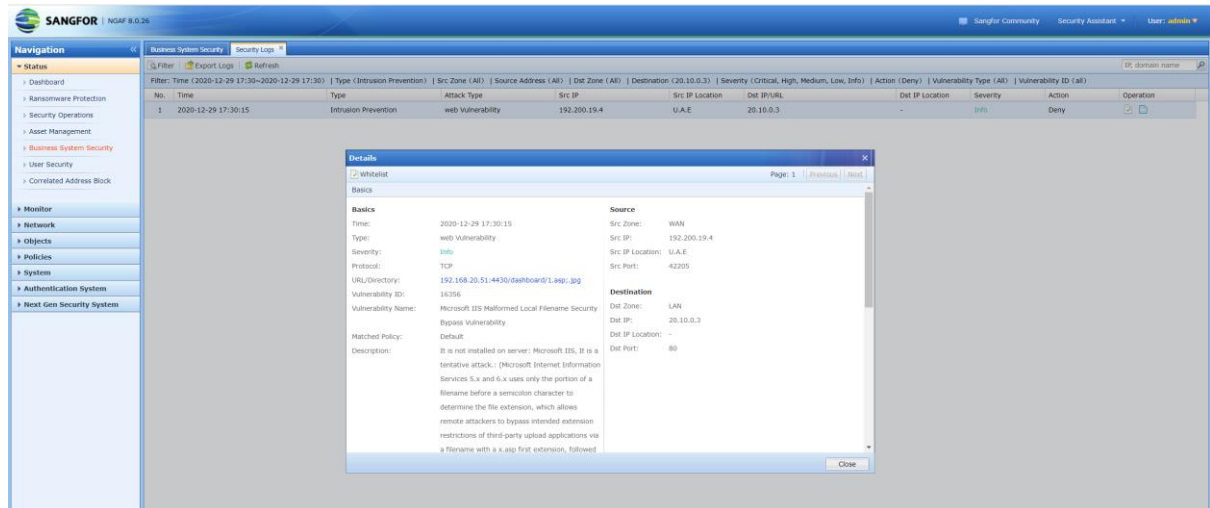 SANGFOR | NGAF 8.0.26
Sangfor Community Security Assistant User: admin
Navigation
Business System Security Security Logs
Status
Filter Export Logs Refresh
IP, domain name
Dashboard
Filter: Time (2020-12-29 17:30~2020-12-29 17:30) | Type (Intrusion Prevention) | Src Zone (All) | Source Address (All) | Dst Zone (All) | Destination (20.10.0.3) | Severity (Critical, High, Medium, Low, Info) | Action (Deny) | Vulnerability Type (All) | Vulnerability ID (all)
Ransomware Protection
No. Time Type Attack Type Src IP Src IP Location Dst IP/URL Dst IP Location Severity Action Operation
Security Operations
1 2020-12-29 17:30:15 Intrusion Prevention web Vulnerability 192.200.19.4 U.A.E 20.10.0.3 - Info Deny
Asset Management
Business System Security
User Security
Correlated Address Block
Monitor
Network
Objects
Policies
System
Authentication System
Next Gen Security System
Details
Whitelist Page: 1 Previous Next
Basics
Basics
Time: 2020-12-29 17:30:15
Type: web Vulnerability
Severity: Info
Protocol: TCP
URL/Directory: 192.168.20.51:4430/dashboard/1.asp;.jpg
Vulnerability ID: 16356
Vulnerability Name: Microsoft IIS Malformed Local Filename Security
Bypass Vulnerability
Matched Policy: Default
Description: It is not installed on server: Microsoft IIS, It is a
tentative attack.: (Microsoft Internet Information
Services 5.x and 6.x uses only the portion of a
filename before a semicolon character to
determine the file extension, which allows
remote attackers to bypass intended extension
restrictions of third-party upload applications via
a filename with a x.asp first extension, followed
Source
Src Zone: WAN
Src IP: 192.200.19.4
Src IP Location: U.A.E
Src Port: 42205
Destination
Dst Zone: LAN
Dst IP: 20.10.0.3
Dst IP Location: -
Dst Port: 80
Close